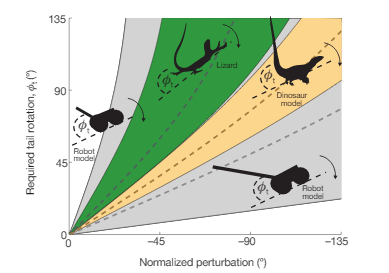 135
90
45
0
Required tail rotation, ϕt (°)
Lizard
ϕt
Dinosaur
model
ϕt
ϕt
Robot
model
ϕt
Robot
model
0
−45
−90
−135
Normalized perturbation (°)